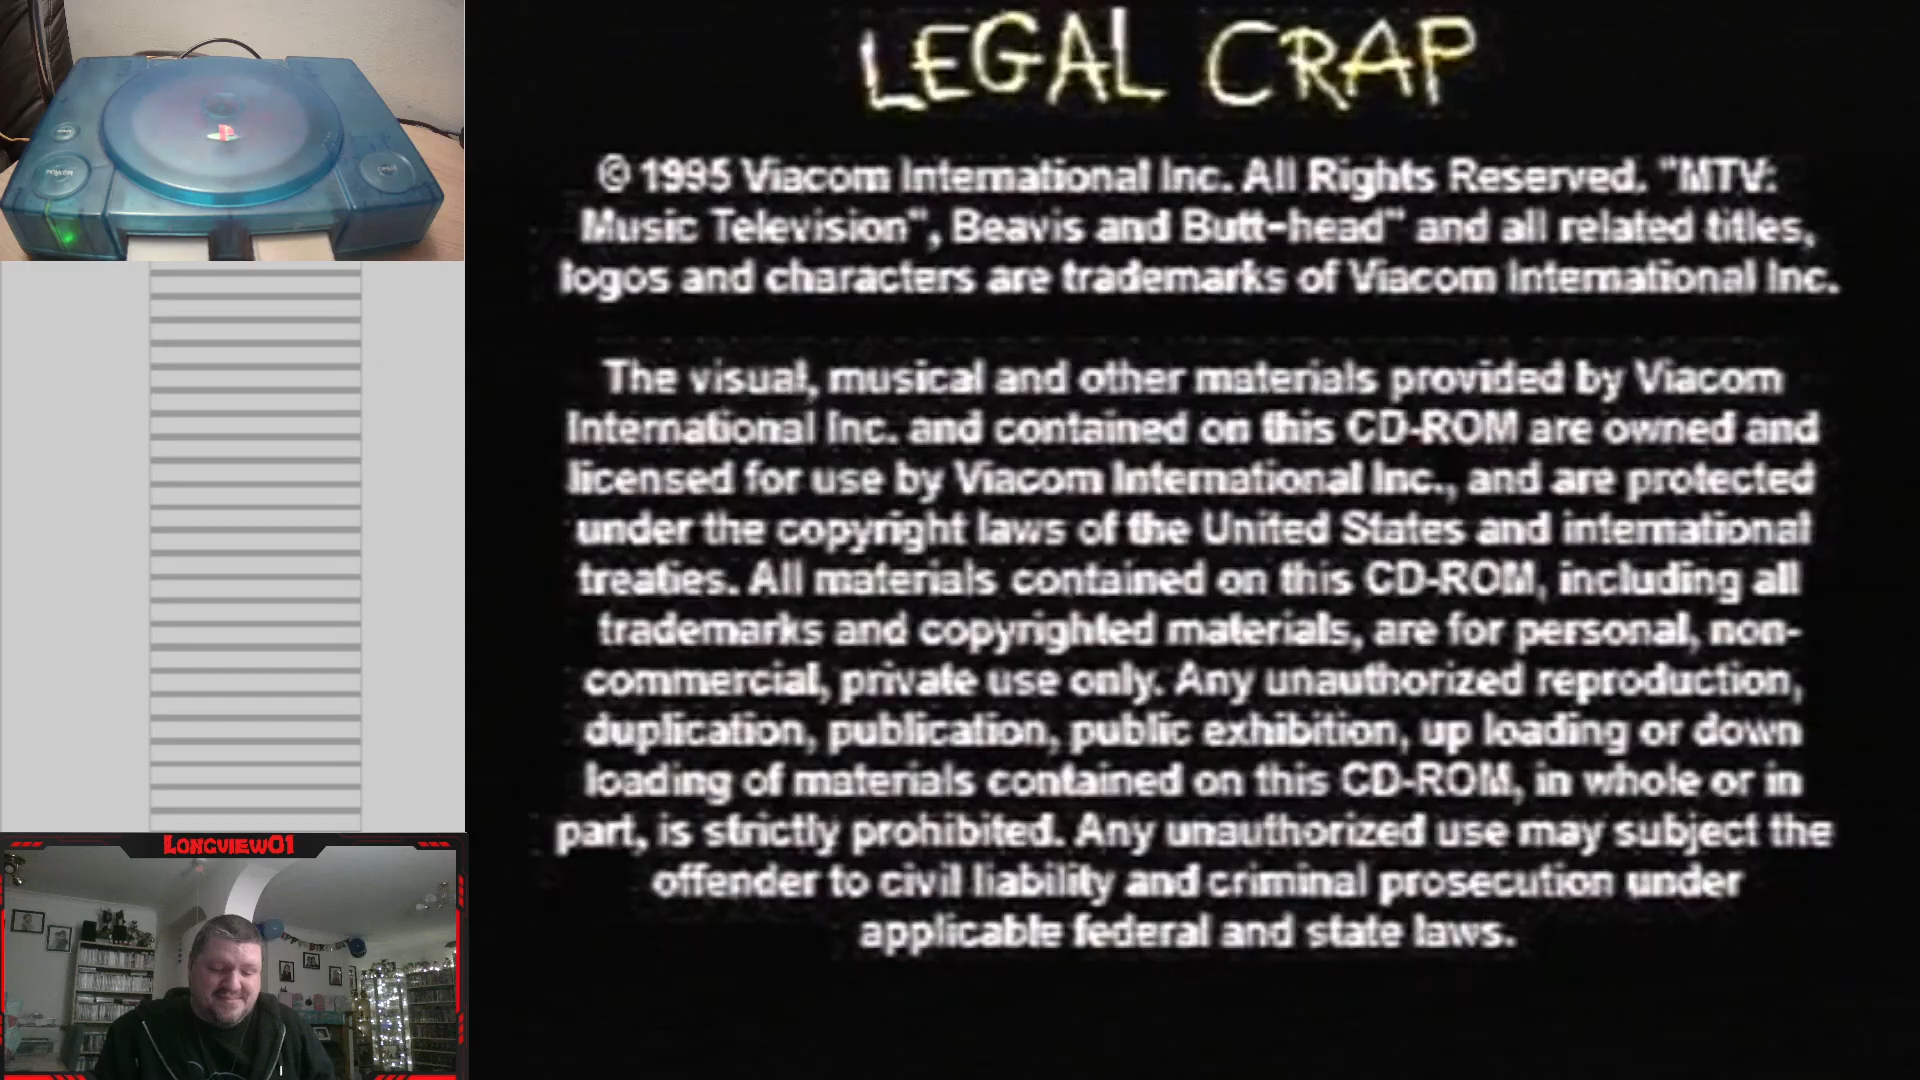 LEGAL CRAP
© 1995 Viacom International Inc. All Rights Reserved. "MTV:
Music Television", Beavis and Butt-head" and all related titles,
logos and characters are trademarks of Viacom International Inc.
The visual, musical and other materials provided by Viacom
International Inc. and contained on this CD-ROM are owned and
licensed for use by Viacom International Inc., and are protected
under the copyright laws of the United States and international
treaties. All materials contained on this CD-ROM, including all
trademarks and copyrighted materials, are for personal, non-
commercial, private use only. Any unauthorized reproduction,
duplication, publication, public exhibition, up loading or down
loading of materials contained on this CD-ROM, in whole or in
part, is strictly prohibited. Any unauthorized use may subject the
offender to civil liability and criminal prosecution under
applicable federal and state laws.
POWER
OPEN
LONGVIEW01